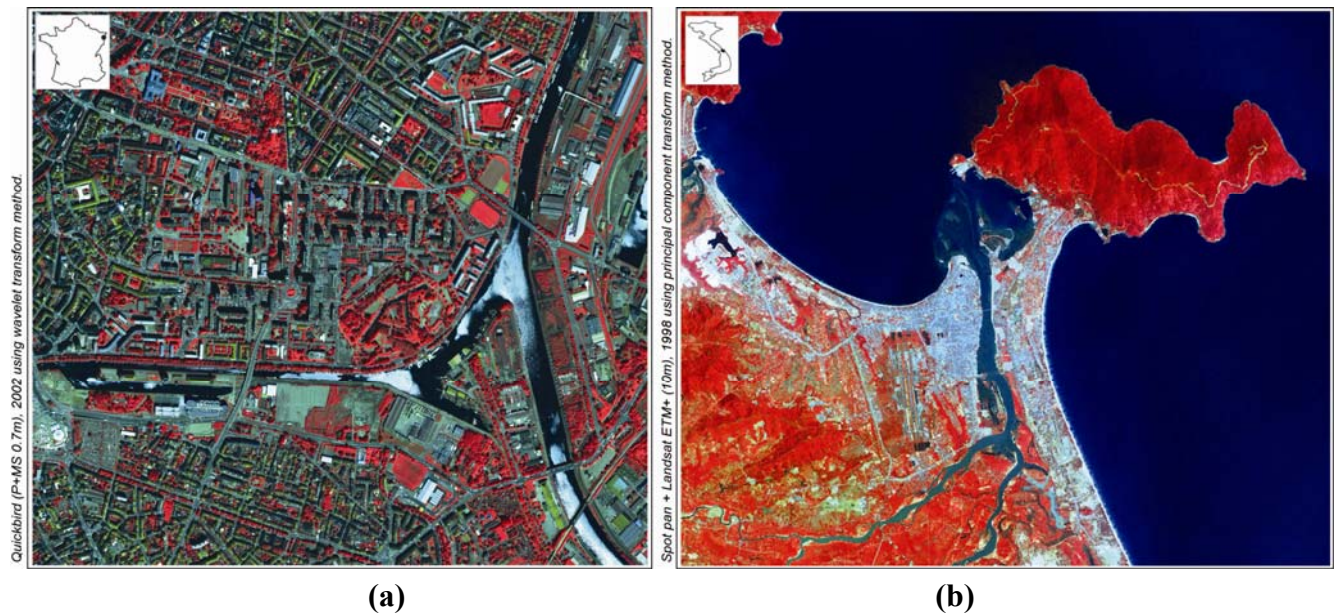 Quickbird (P+MS 0.7m), 2002 using wavelet transform method.
Spot pan + Landsat ETM+ (10m), 1998 using principal component transform method.
(a)
(b)